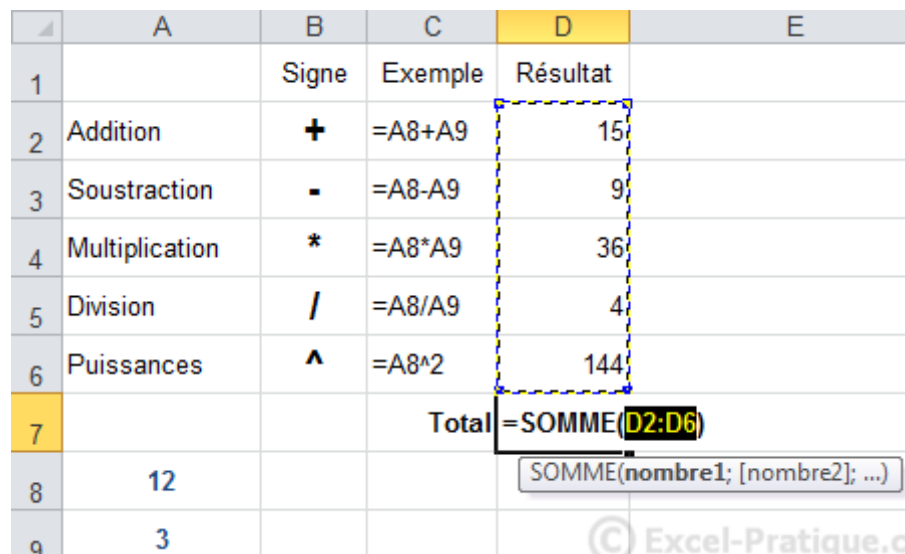 A B C D E
1 Signe Exemple Résultat
2 Addition + =A8+A9 15
3 Soustraction - =A8-A9 9
4 Multiplication * =A8*A9 36
5 Division / =A8/A9 4
6 Puissances ^ =A8^2 144
7 Total =SOMME(D2:D6)
SOMME(nombre1; [nombre2]; ...)
8 12
9 3
© Excel-Pratique.c